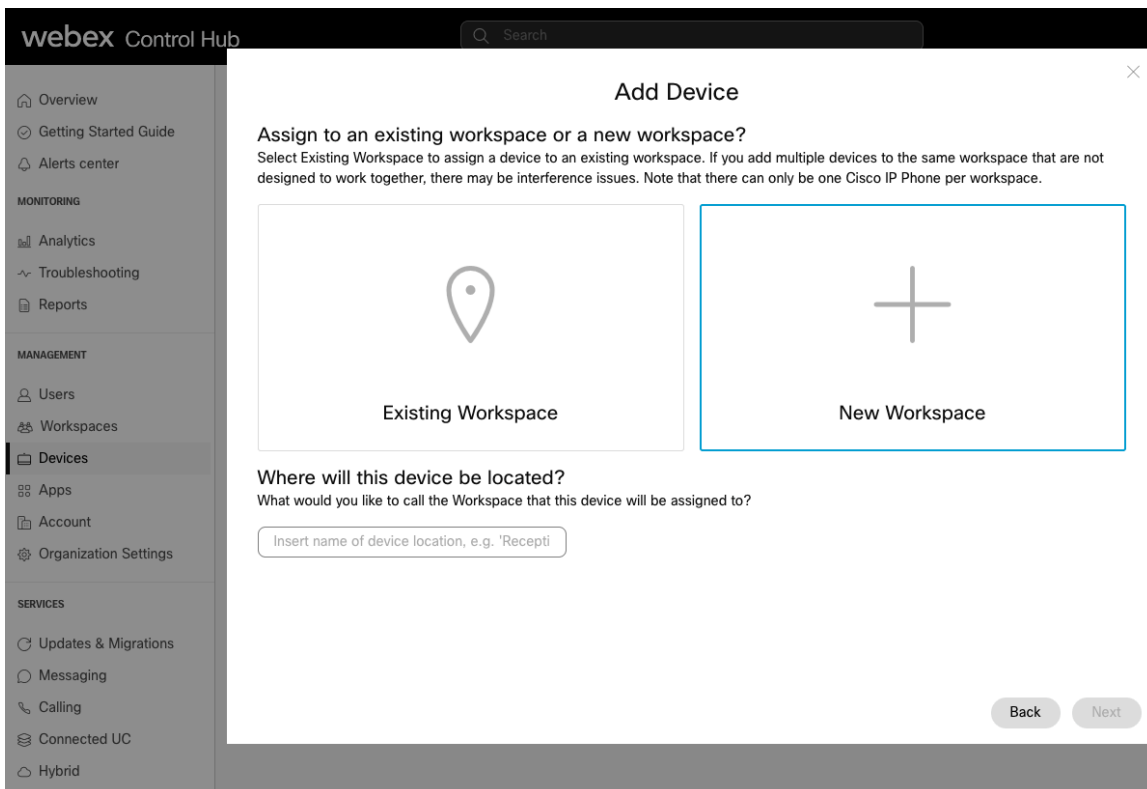 webex Control Hub
Search
Overview
Getting Started Guide
Alerts center
MONITORING
Analytics
Troubleshooting
Reports
MANAGEMENT
Users
Workspaces
Devices
Apps
Account
Organization Settings
SERVICES
Updates & Migrations
Messaging
Calling
Connected UC
Hybrid
Add Device
Assign to an existing workspace or a new workspace?
Select Existing Workspace to assign a device to an existing workspace. If you add multiple devices to the same workspace that are not
designed to work together, there may be interference issues. Note that there can only be one Cisco IP Phone per workspace.
Existing Workspace
New Workspace
Where will this device be located?
What would you like to call the Workspace that this device will be assigned to?
Insert name of device location, e.g. 'Recepti
Back
Next